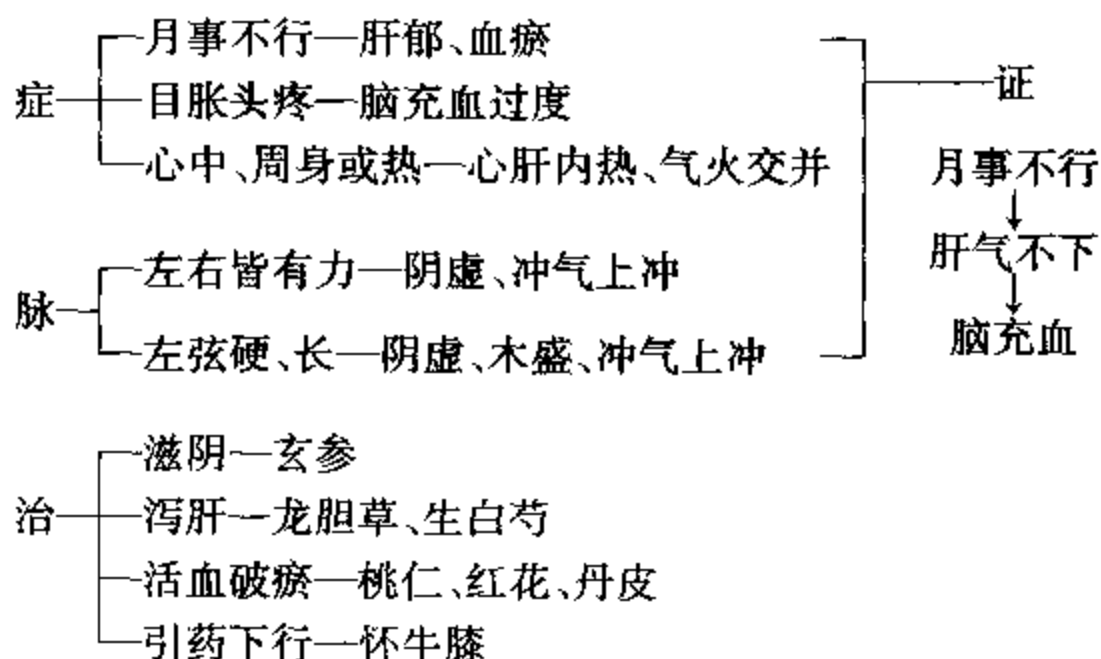 症
月事不行—肝郁、血瘀
目胀头疼—脑充血过度
心中、周身或热—心肝内热、气火交并
脉
左右皆有力—阴虚、冲气上冲
左弦硬、长—阴虚、木盛、冲气上冲
证
月事不行
肝气不下
脑充血
治
滋阴—玄参
泻肝—龙胆草、生白芍
活血破瘀—桃仁、红花、丹皮
引药下行—怀牛膝